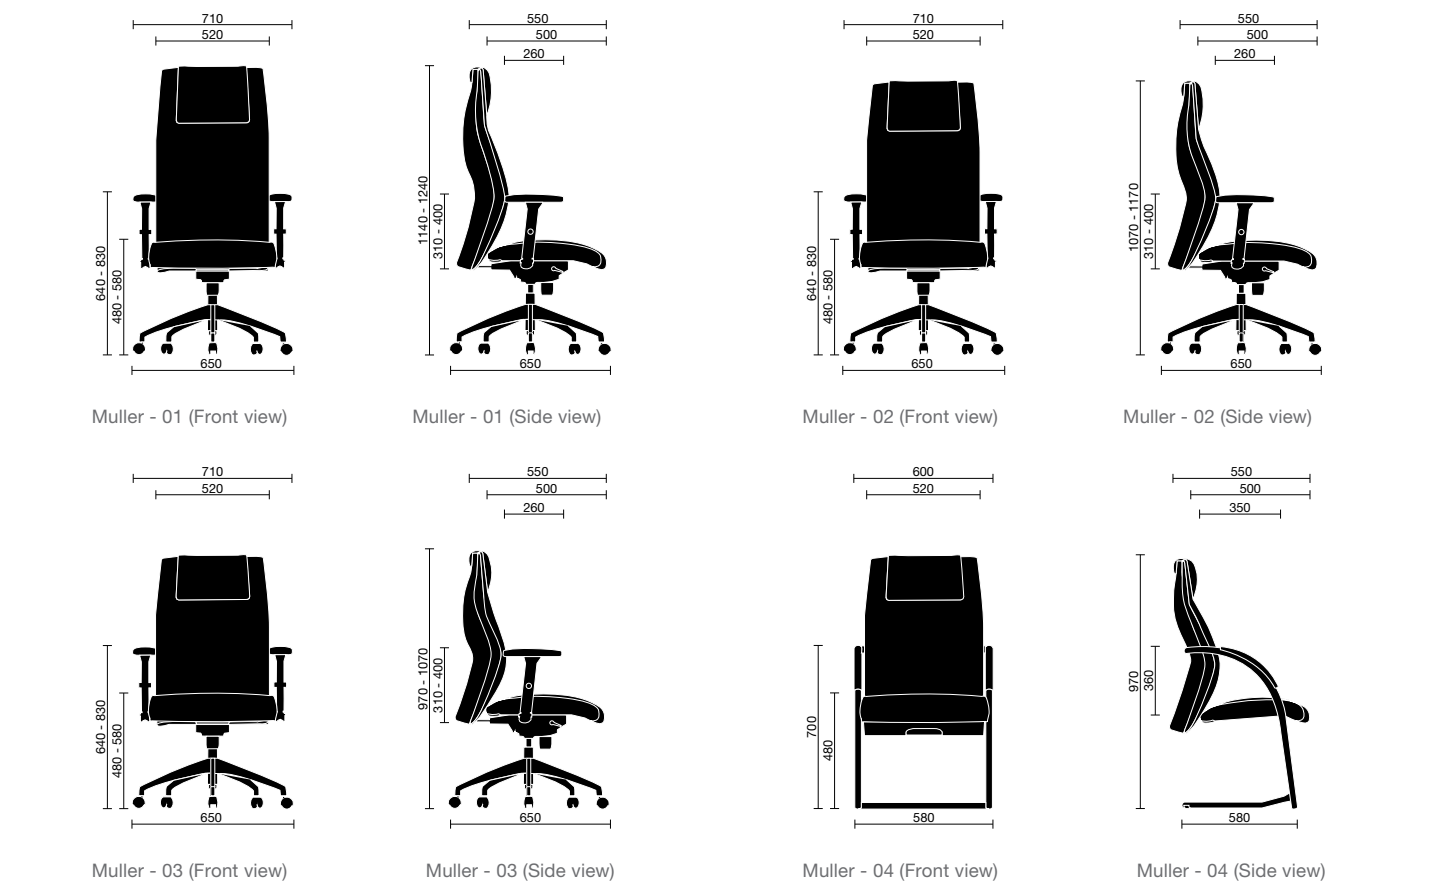 710
520
550
500
260
710
520
550
500
260
640 - 830
480 - 580
650
1140 - 1240
310 - 400
650
640 - 830
480 - 580
650
1070 - 1170
310 - 400
650
Muller - 01 (Front view)
Muller - 01 (Side view)
Muller - 02 (Front view)
Muller - 02 (Side view)
710
520
550
500
260
600
520
550
500
350
640 - 830
480 - 580
650
970 - 1070
310 - 400
650
700
480
580
970
360
580
Muller - 03 (Front view)
Muller - 03 (Side view)
Muller - 04 (Front view)
Muller - 04 (Side view)